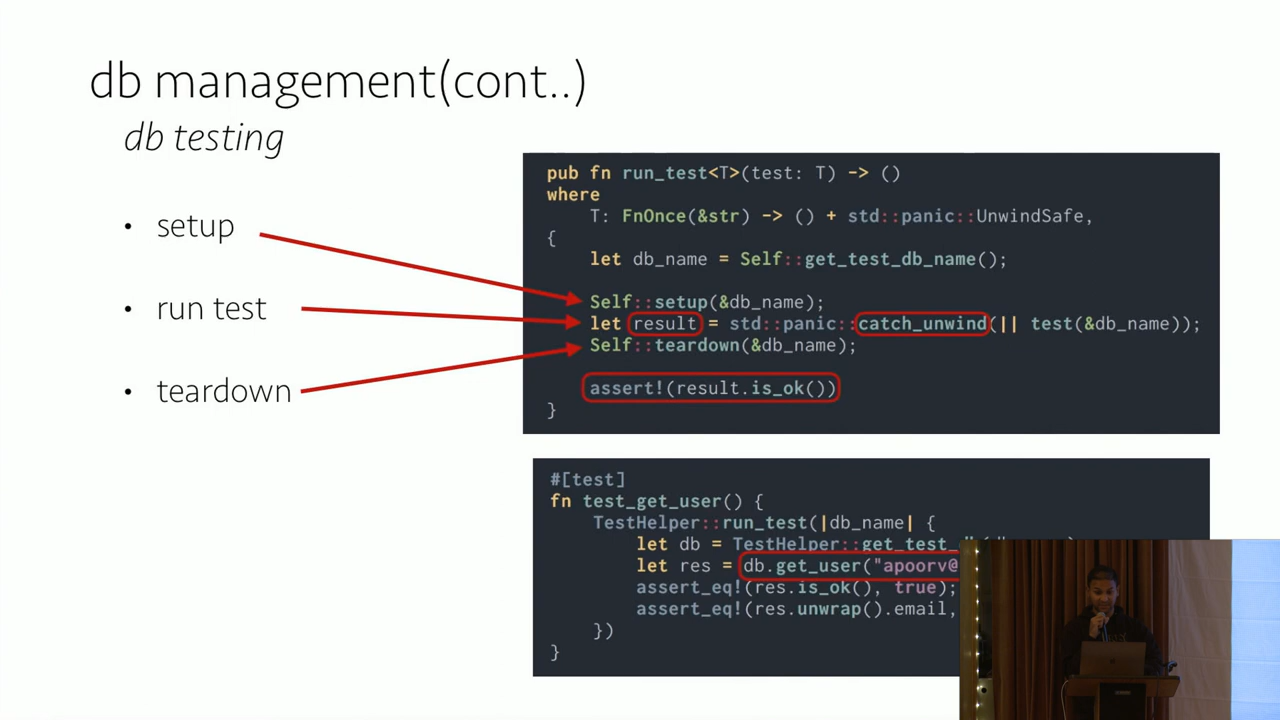 db management(cont..)
db testing
• setup
• run test
• teardown
pub fn run_test<T>(test: T) -> ()
where
T: FnOnce(&str) -> () + std::panic::UnwindSafe,
{
let db_name = Self::get_test_db_name();
Self::setup(&db_name);
let result = std::panic::catch_unwind(|| test(&db_name));
Self::teardown(&db_name);
assert!(result.is_ok())
}
#[test]
fn test_get_user() {
TestHelper::run_test(|db_name| {
let db = TestHelper::get_test_
let res = db.get_user("apoorv@
assert_eq!(res.is_ok(), true);
assert_eq!(res.unwrap().email,
})
}